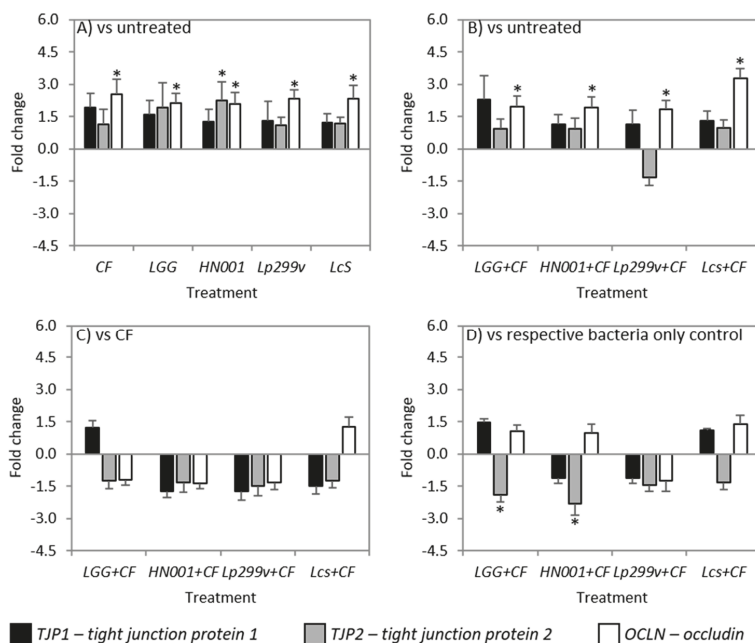 A) vs untreated
6.0
4.5
3.0
1.5
0.0
-1.5
-3.0
-4.5
Fold change
* * * * * *
CF LGG HN001 Lp299v LcS
Treatment
B) vs untreated
6.0
4.5
3.0
1.5
0.0
-1.5
-3.0
-4.5
Fold change
* * * *
LGG+CF HN001+CF Lp299v+CF Lcs+CF
Treatment
C) vs CF
6.0
4.5
3.0
1.5
0.0
-1.5
-3.0
-4.5
Fold change
LGG+CF HN001+CF Lp299v+CF Lcs+CF
D) vs respective bacteria only control
6.0
4.5
3.0
1.5
0.0
-1.5
-3.0
-4.5
Fold change
* *
LGG+CF HN001+CF Lp299v+CF Lcs+CF
TJP1 – tight junction protein 1 TJP2 – tight junction protein 2 OCLN – occludin